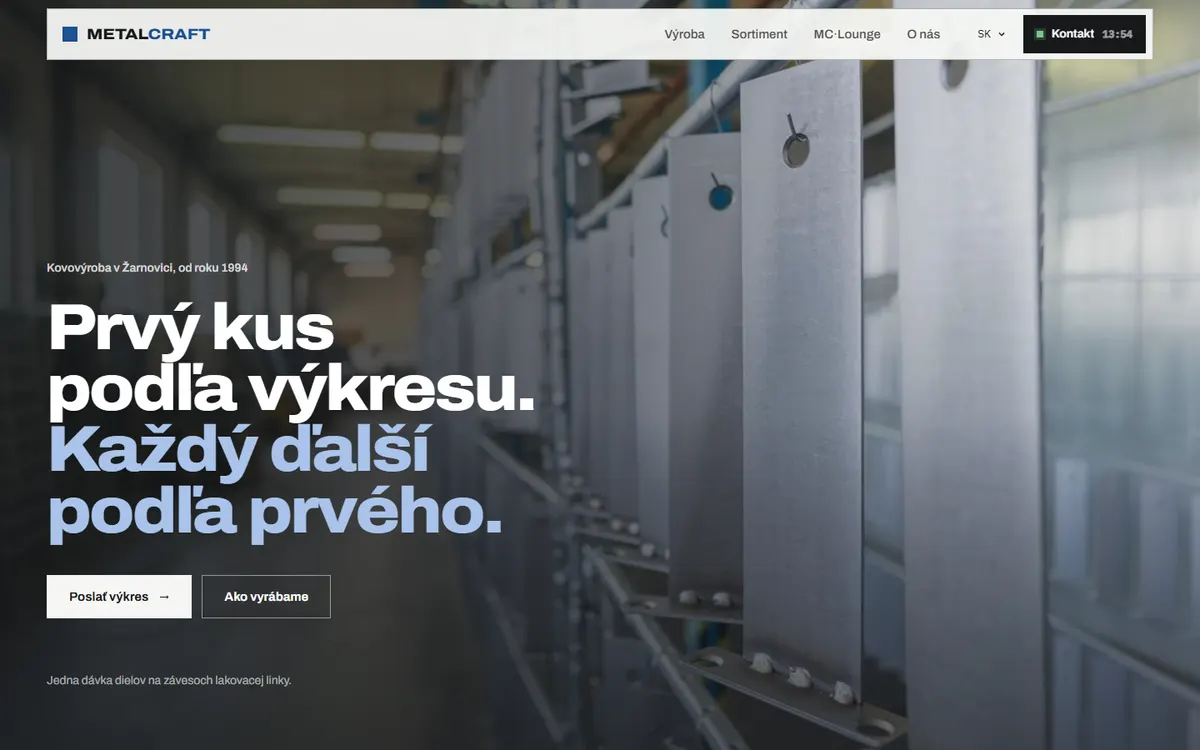 METALCRAFT
Výroba
Sortiment
MC·Lounge
O nás
SK
Kontakt 13:54
Kovovýroba v Žarnovici, od roku 1994
Prvý kus
podľa výkresu.
Každý ďalší
podľa prvého.
Poslať výkres →
Ako vyrábame
Jedna dávka dielov na závesoch lakovacej linky.